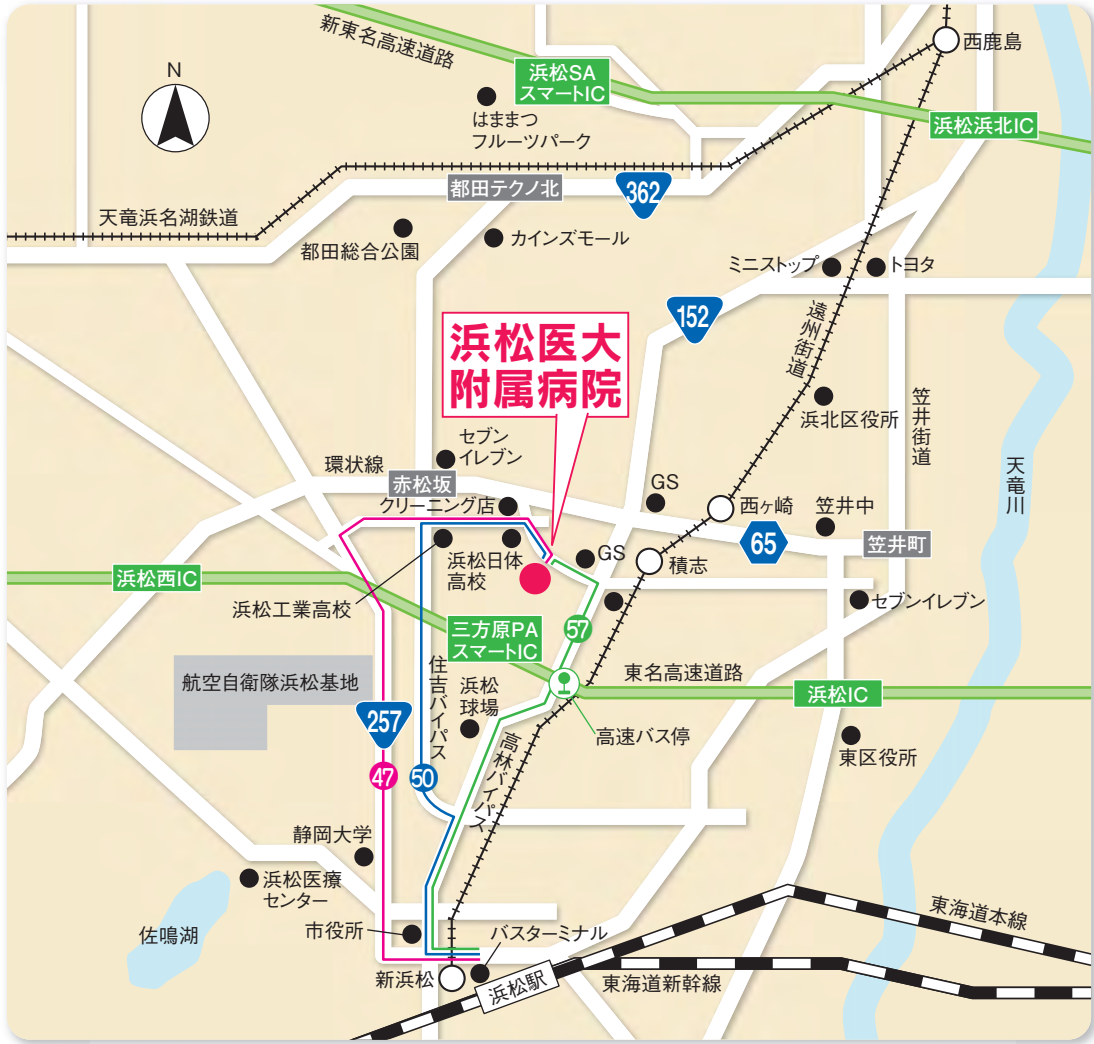 新東名高速道路
西鹿島
N
浜松SA
スマートIC
はままつ
フルーツパーク
浜松浜北IC
都田テクノ北
362
天竜浜名湖鉄道
都田総合公園
カインズモール
ミニストップ
トヨタ
152
遠州街道
浜松医大
附属病院
浜北区役所
笠井街道
天竜川
セブン
イレブン
環状線
赤松坂
クリーニング店
GS
西ヶ崎
笠井中
65
笠井町
浜松日体
高校
GS
積志
浜松西IC
浜松工業高校
セブンイレブン
57
三方原PA
スマートIC
東名高速道路
浜松IC
航空自衛隊浜松基地
住吉バイパス
浜松
球場
257
高速バス停
高林バイパス
東区役所
47
50
静岡大学
浜松医療
センター
佐鳴湖
市役所
バスターミナル
東海道本線
新浜松
浜松駅
東海道新幹線